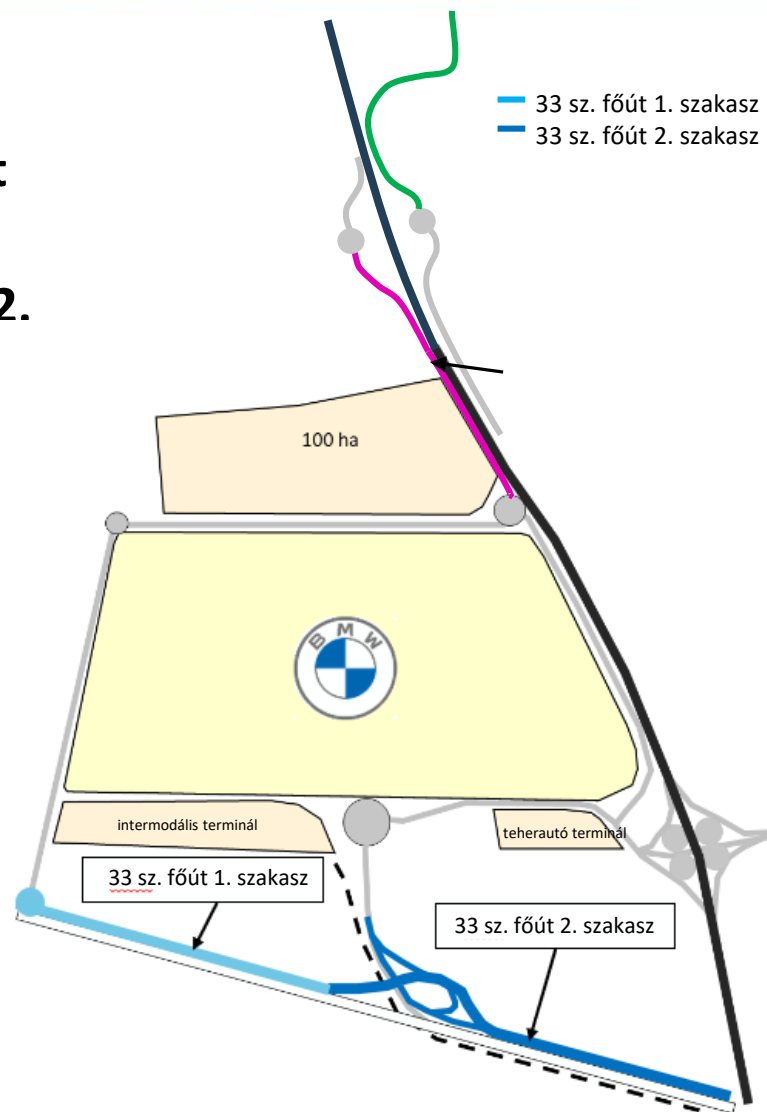 33 sz. főút 1. szakasz
33 sz. főút 2. szakasz
t
2.
100 ha
BMW
intermodális terminál
teherautó terminál
33 sz. főút 1. szakasz
33 sz. főút 2. szakasz